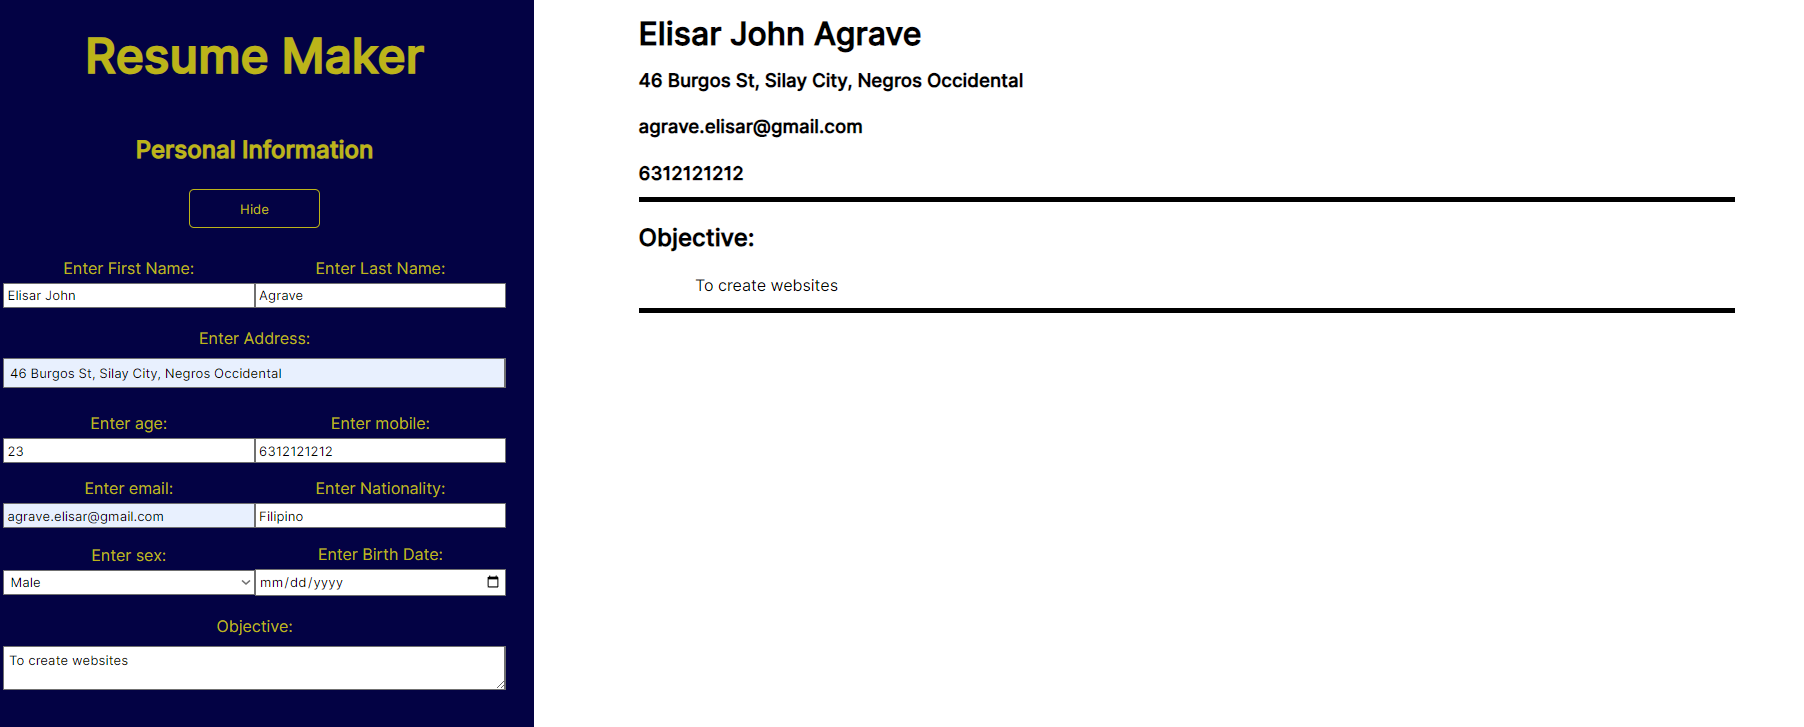 Resume Maker
Personal Information
Hide
Enter First Name: Enter Last Name:
Elisar John Agrave
Enter Address:
46 Burgos St, Silay City, Negros Occidental
Enter age: Enter mobile:
23 6312121212
Enter email: Enter Nationality:
agrave.elisar@gmail.com Filipino
Enter sex: Enter Birth Date:
Male mm/dd/yyyy
Objective:
To create websites
Elisar John Agrave
46 Burgos St, Silay City, Negros Occidental
agrave.elisar@gmail.com
6312121212
Objective:
To create websites